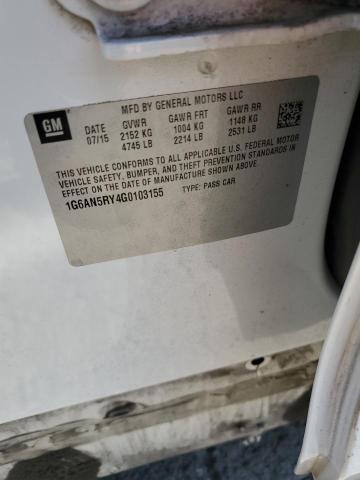 MFD BY GENERAL MOTORS LLC
GM DATE GVWR GAWR FRT GAWR RR
07/15 2152 KG 1004 KG 1148 KG
4745 LB 2214 LB 2531 LB
THIS VEHICLE CONFORMS TO ALL APPLICABLE U.S. FEDERAL MOTOR
VEHICLE SAFETY, BUMPER, AND THEFT PREVENTION STANDARDS IN
EFFECT ON THE DATE OF MANUFACTURE SHOWN ABOVE.
1G6AN5RY4G0103155 TYPE: PASS CAR